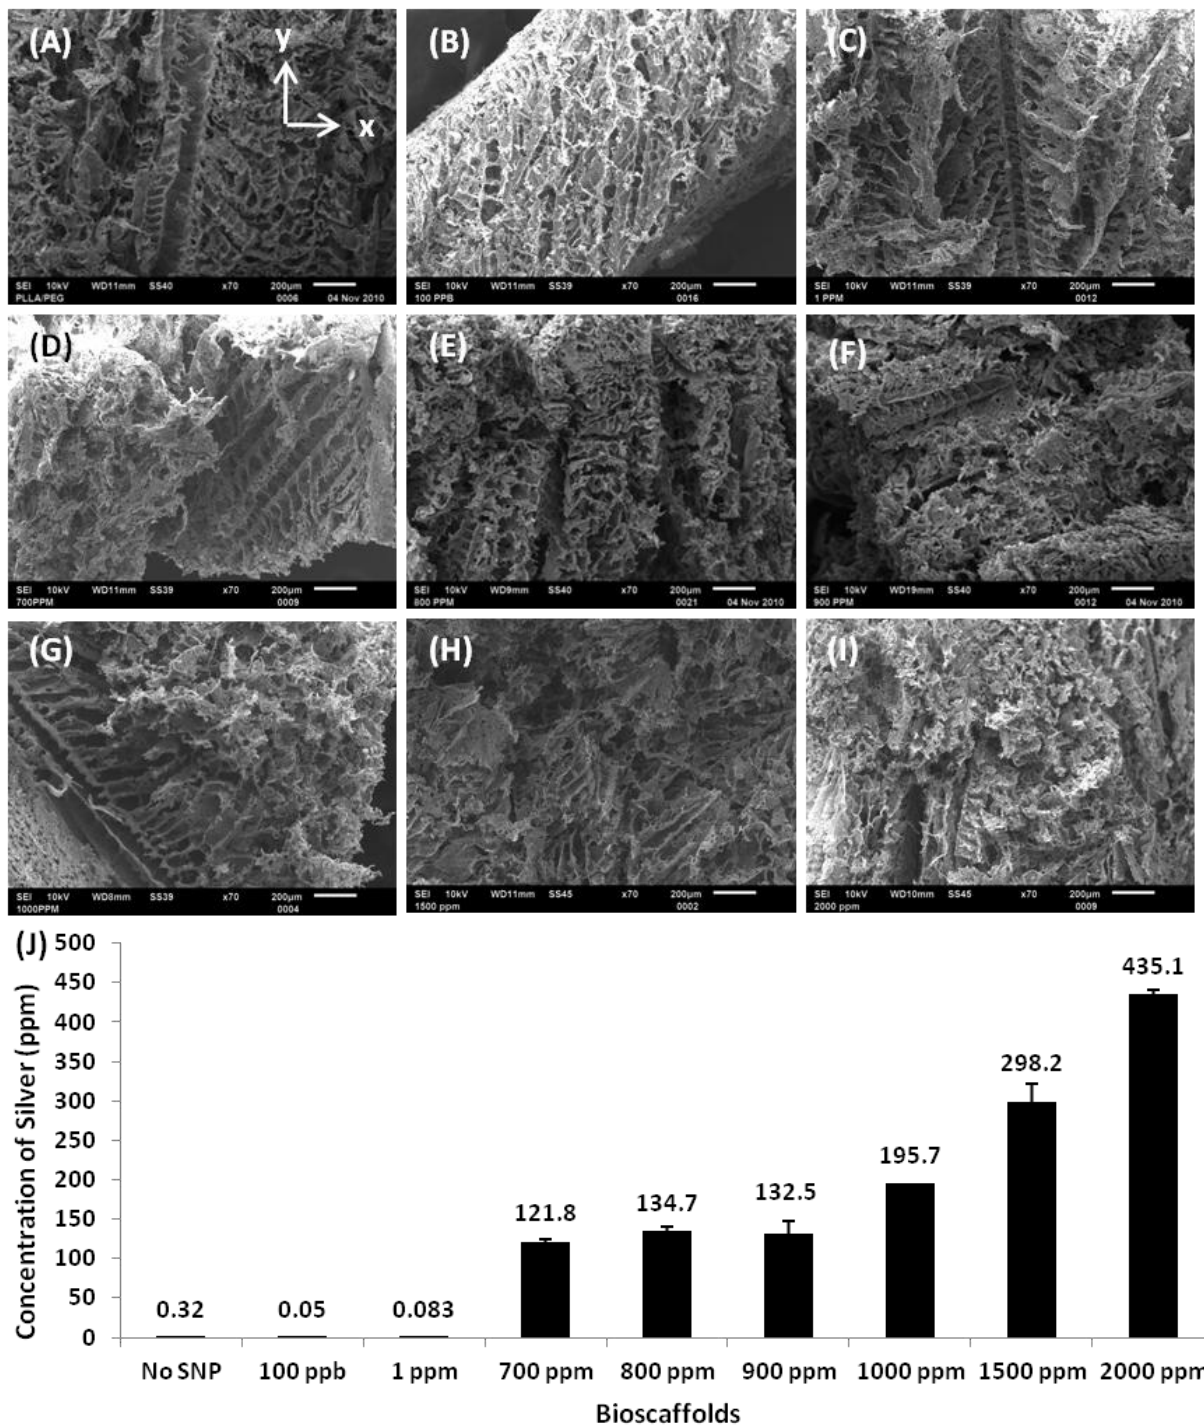 (A)
y
x
SEI 10kV WD11mm SS40 x70 200µm
PLLA/PEG 0006 04 Nov 2010
(B)
SEI 10kV WD11mm SS39 x70 200µm
100 PPB 0016
(C)
SEI 10kV WD11mm SS39 x70 200µm
1 PPM 0012
(D)
SEI 10kV WD11mm SS39 x70 200µm
700PPM 0009
(E)
SEI 10kV WD9mm SS40 x70 200µm
800 PPM 0021 04 Nov 2010
(F)
SEI 10kV WD19mm SS40 x70 200µm
900 PPM 0012 04 Nov 2010
(G)
SEI 10kV WD8mm SS39 x70 200µm
1000PPM 0004
(H)
SEI 10kV WD11mm SS45 x70 200µm
1500 ppm 0002
(I)
SEI 10kV WD10mm SS45 x70 200µm
2000 ppm 0009
(J)
Concentration of Silver (ppm)
500
450
400
350
300
250
200
150
100
50
0
0.32 0.05 0.083 121.8 134.7 132.5 195.7 298.2 435.1
No SNP 100 ppb 1 ppm 700 ppm 800 ppm 900 ppm 1000 ppm 1500 ppm 2000 ppm
Bioscaffolds